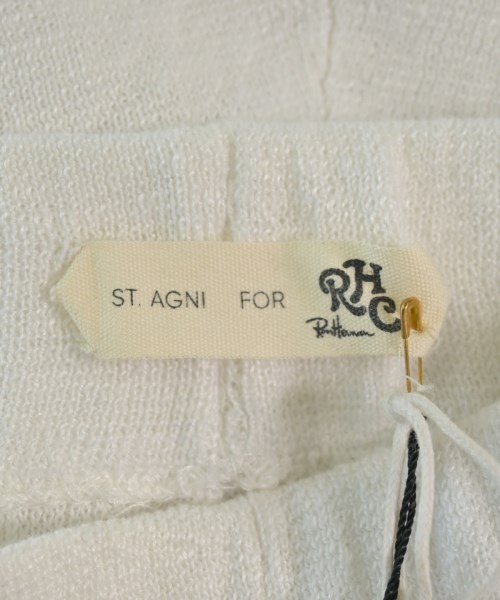 ST. AGNI FOR RHC
Ron Herman